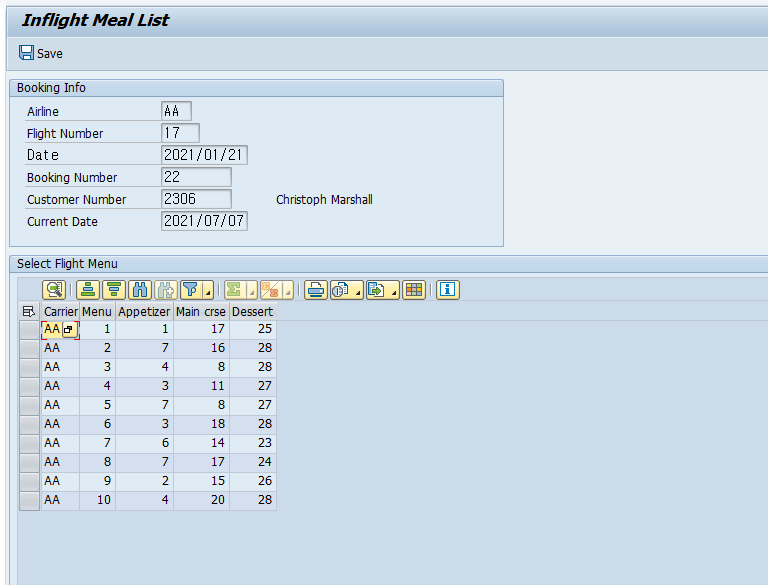 Inflight Meal List
Save
Booking Info
Airline AA
Flight Number 17
Date 2021/01/21
Booking Number 22
Customer Number 2306 Christoph Marshall
Current Date 2021/07/07
Select Flight Menu
Carrier Menu Appetizer Main crse Dessert
AA 1 1 17 25
AA 2 7 16 28
AA 3 4 8 28
AA 4 3 11 27
AA 5 7 8 27
AA 6 3 18 28
AA 7 6 14 23
AA 8 7 17 24
AA 9 2 15 26
AA 10 4 20 28